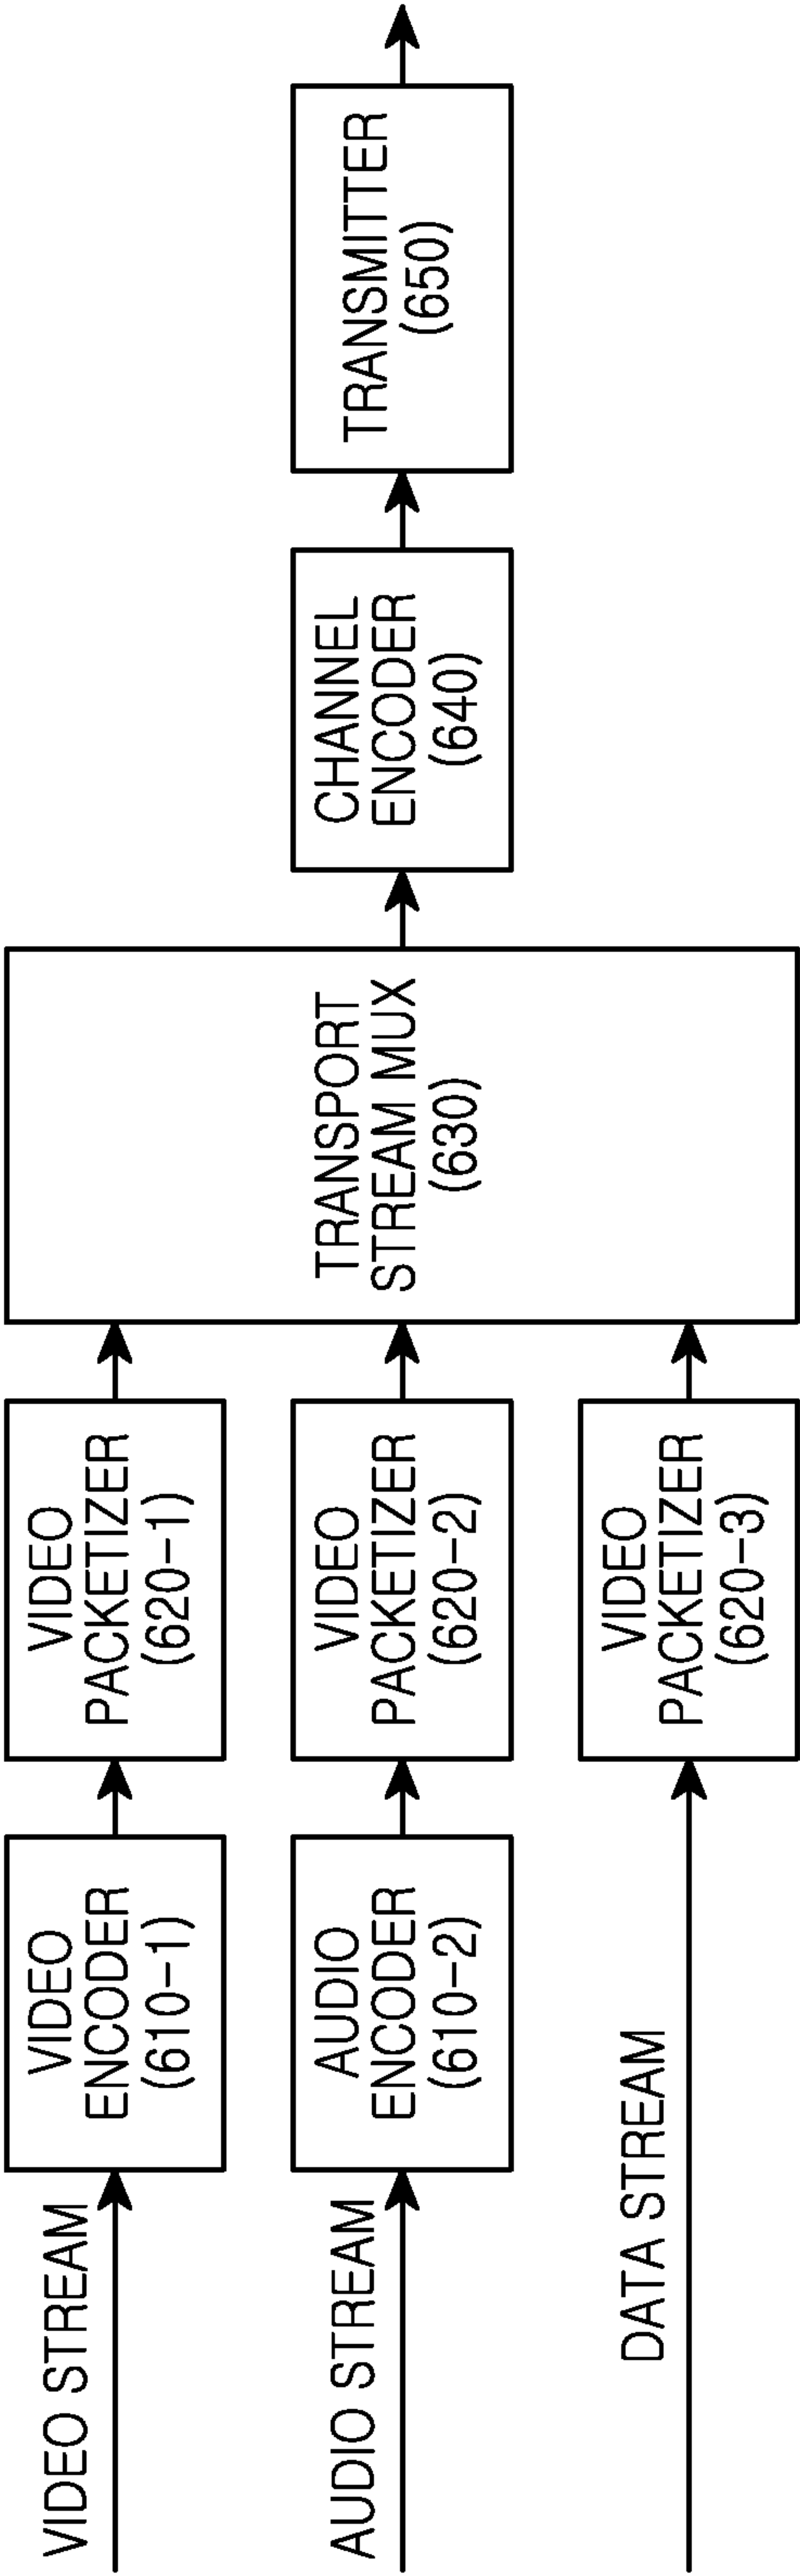 VIDEO STREAM
VIDEO
ENCODER
(610-1)
VIDEO
PACKETIZER
(620-1)
AUDIO STREAM
AUDIO
ENCODER
(610-2)
VIDEO
PACKETIZER
(620-2)
DATA STREAM
VIDEO
PACKETIZER
(620-3)
TRANSPORT
STREAM MUX
(630)
CHANNEL
ENCODER
(640)
TRANSMITTER
(650)